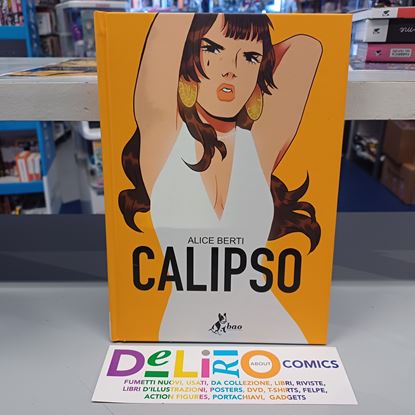 ALICE BERTI
CALIPSO
bao
DeLiRIO ABOUT COMICS
FUMETTI NUOVI, USATI, DA COLLEZIONE, LIBRI, RIVISTE,
LIBRI D'ILLUSTRAZIONI, POSTERS, DVD, T-SHIRTS, FELPE,
ACTION FIGURES, PORTACHIAVI, GADGETS